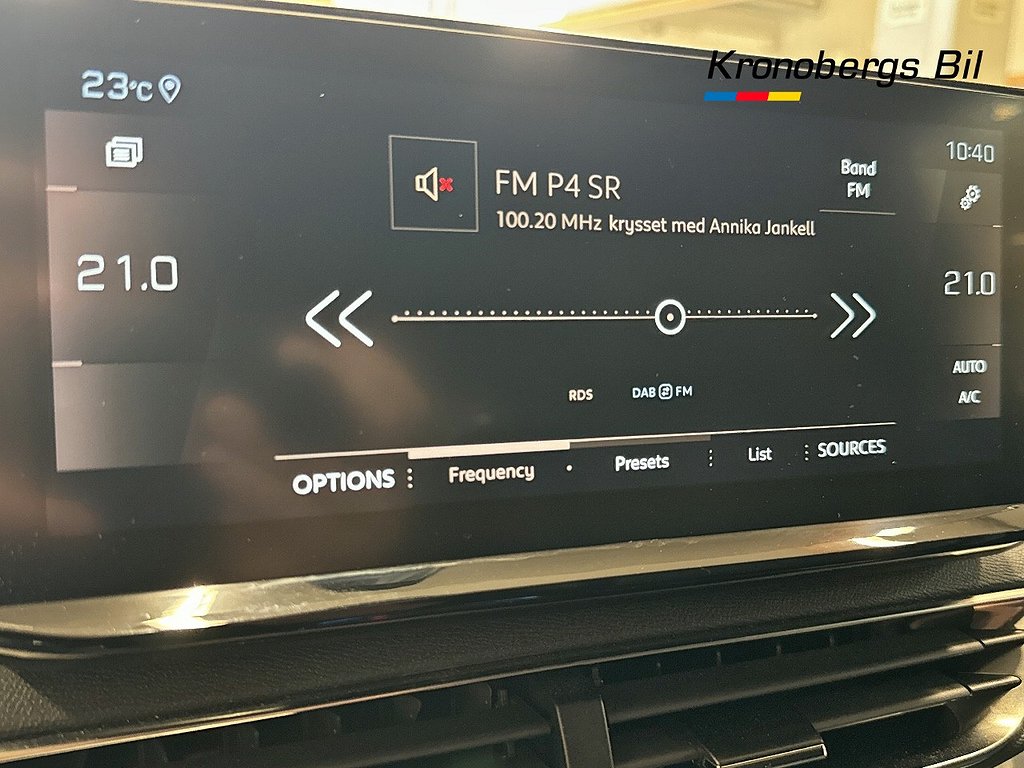 Kronobergs Bil
23°C
10:40
FM P4 SR
Band
FM
100.20 MHz krysset med Annika Jankell
21.0
21.0
RDS
DAB FM
AUTO
A/C
OPTIONS
Frequency
Presets
List
SOURCES